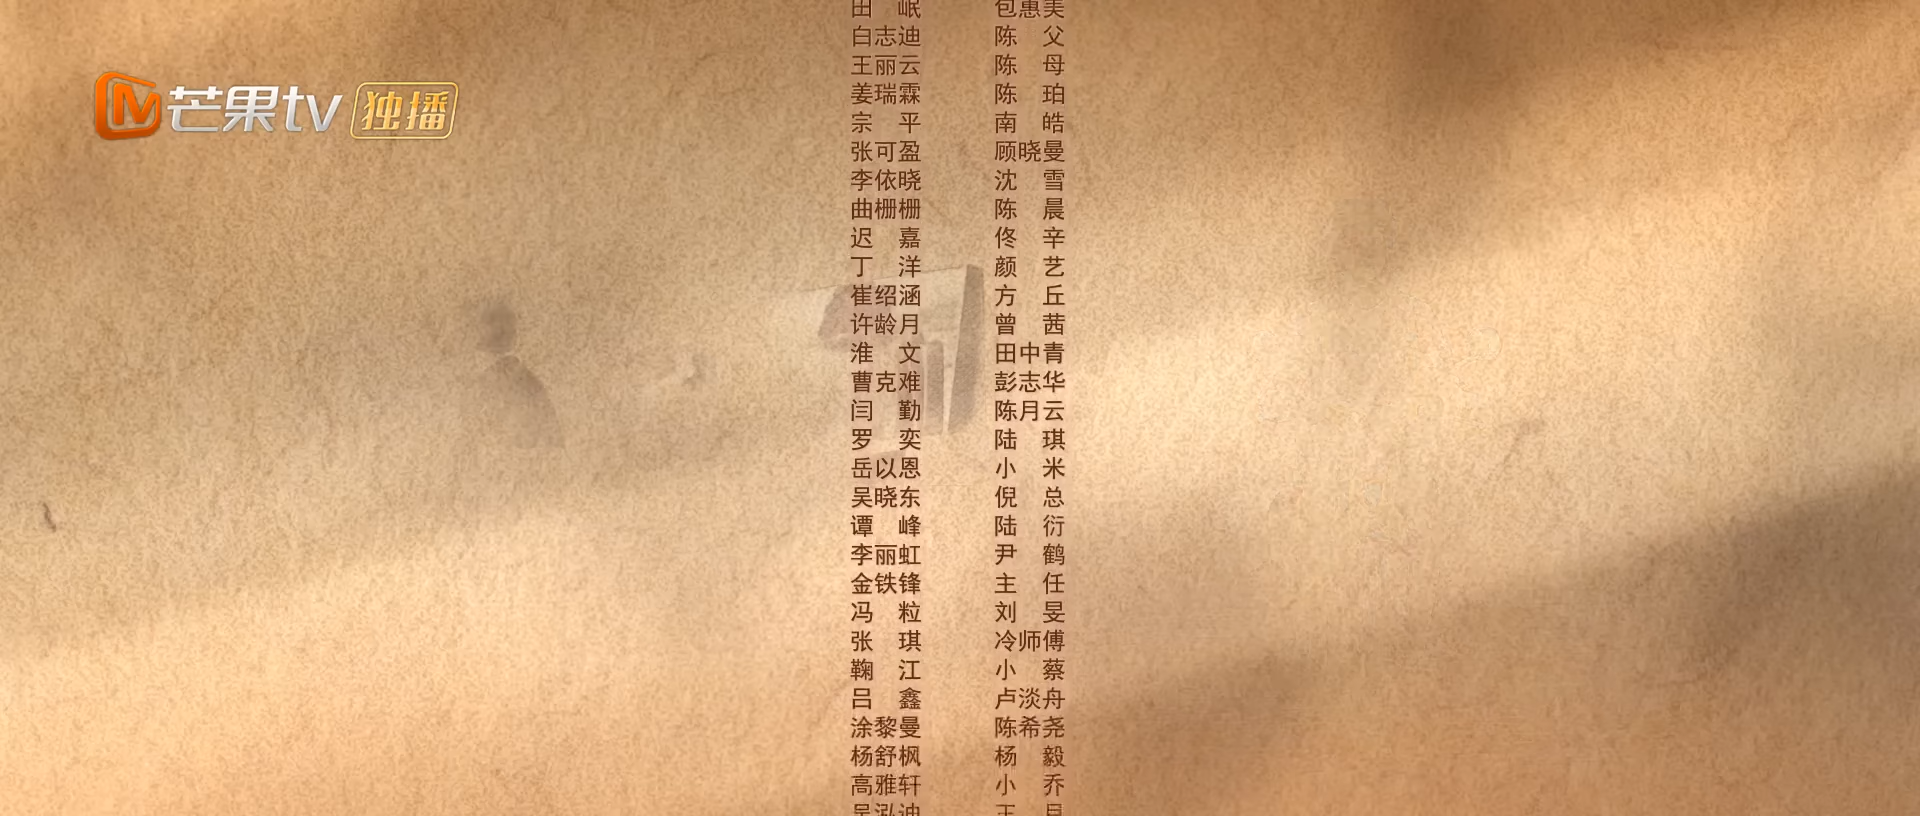 芒果tv 独播
田 岷 包惠美
白志迪 陈 父
王丽云 陈 母
姜瑞霖 陈 珀
宗 平 南 皓
张可盈 顾晓曼
李依晓 沈 雪
曲栅栅 陈 晨
迟 嘉 佟 辛
丁 洋 颜 艺
崔绍涵 方 丘
许龄月 曾 茜
淮 文 田中青
曹克难 彭志华
闫 勤 陈月云
罗 奕 陆 琪
岳以恩 小 米
吴晓东 倪 总
谭 峰 陆 衍
李丽虹 尹 鹤
金铁锋 主 任
冯 粒 刘 旻
张 琪 冷师傅
鞠 江 小 蔡
吕 鑫 卢淡舟
涂黎曼 陈希尧
杨舒枫 杨 毅
高雅轩 小 乔